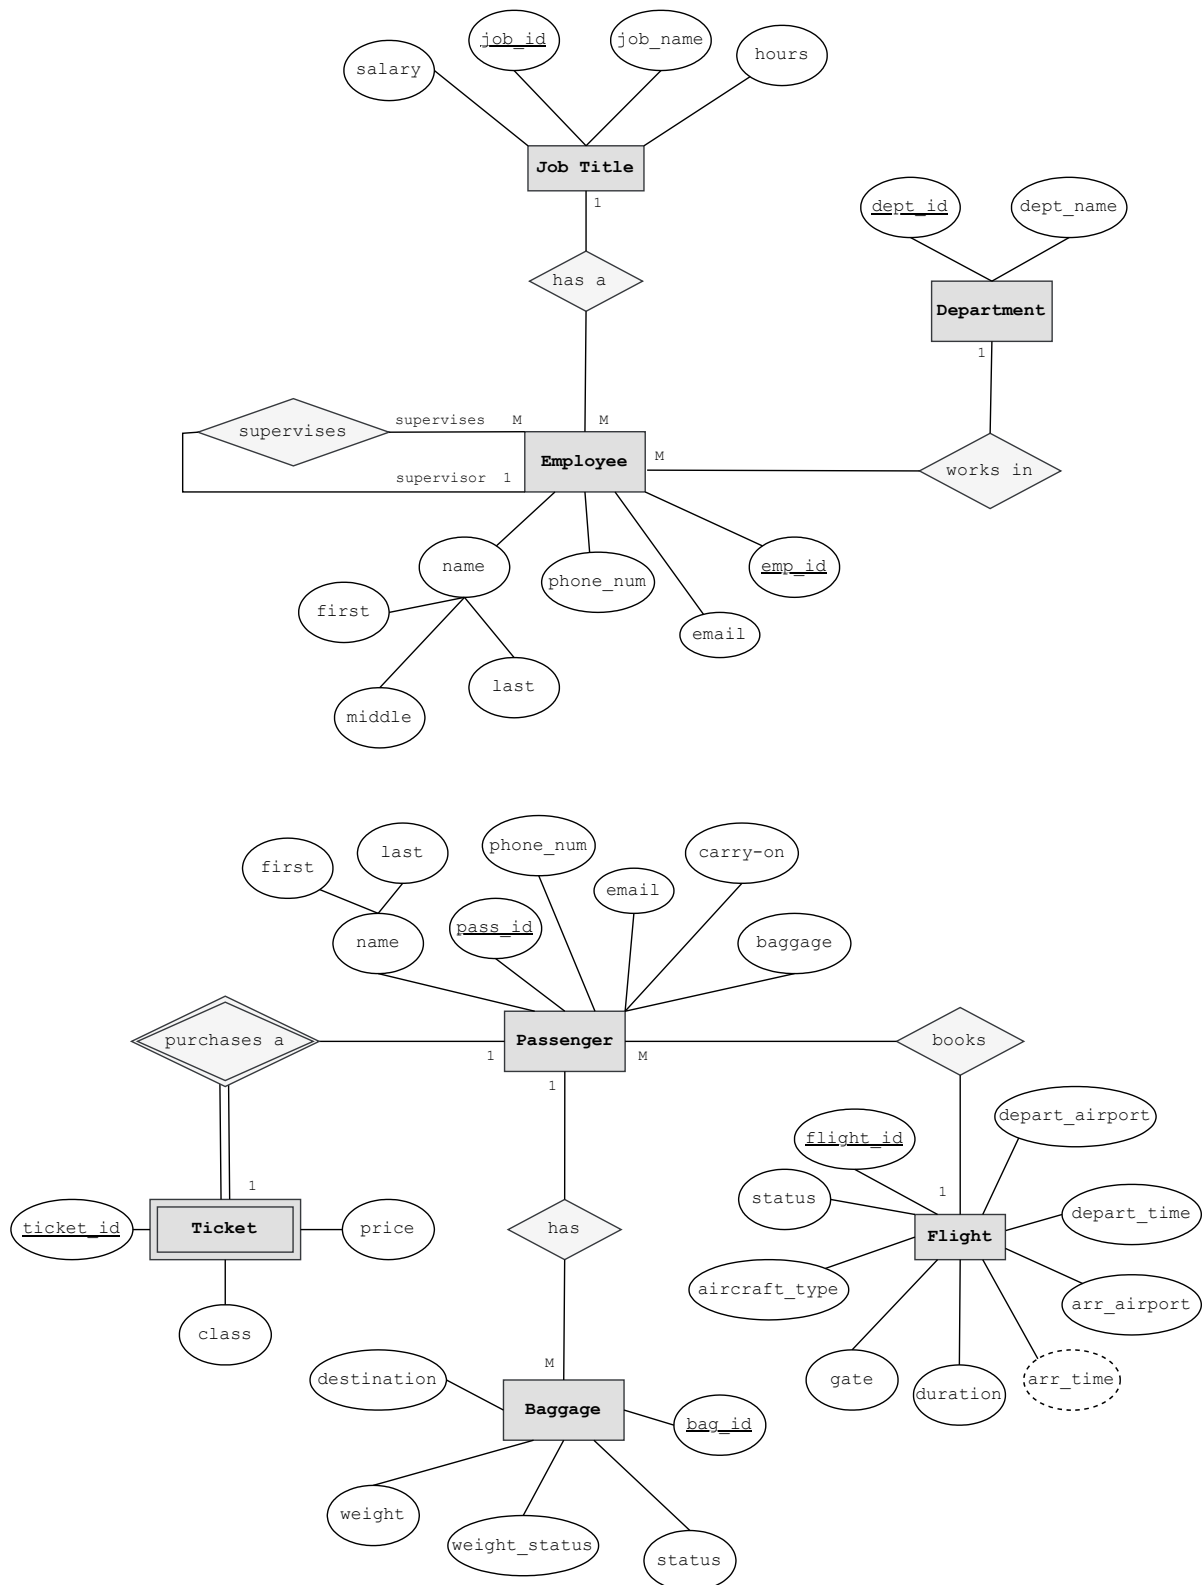 job_id
job_name
hours
salary
Job Title
1
dept_id
dept_name
has a
Department
1
supervises M
M
supervises
Employee
M
supervisor 1
works in
name
phone_num
emp_id
first
email
last
middle
phone_num
last
carry-on
first
email
pass_id
name
baggage
purchases a
Passenger
books
1
M
1
depart_airport
flight_id
1
1
status
depart_time
ticket_id
Ticket
price
has
Flight
aircraft_type
arr_airport
class
M
destination
gate
duration
arr_time
Baggage
bag_id
weight
weight_status
status